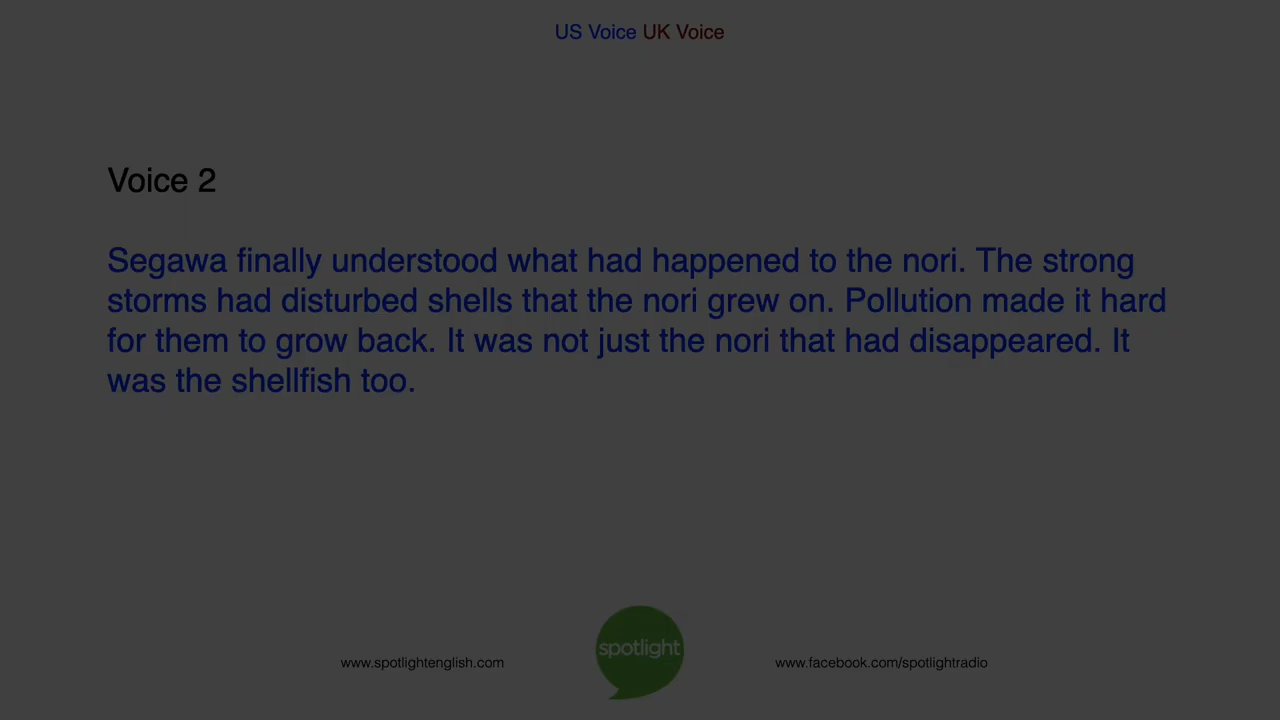 US Voice UK Voice
Voice 2
Segawa finally understood what had happened to the nori. The strong
storms had disturbed shells that the nori grew on. Pollution made it hard
for them to grow back. It was not just the nori that had disappeared. It
was the shellfish too.
spotlight
www.spotlightenglish.com
www.facebook.com/spotlightradio